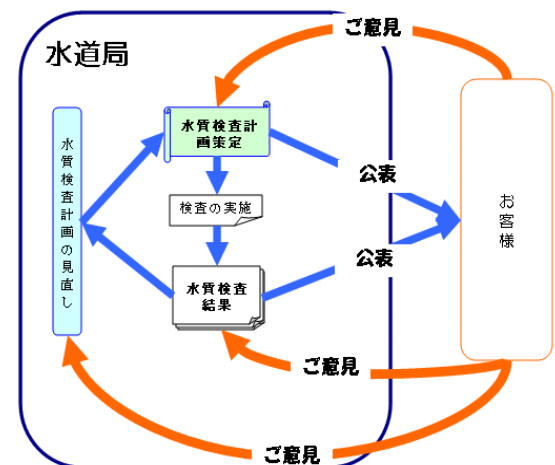 ご意見
水道局
水質検査計
画策定
公表
水質検査計画の見直し
検査の実施
お客様
公表
水質検査
結果
ご意見
ご意見